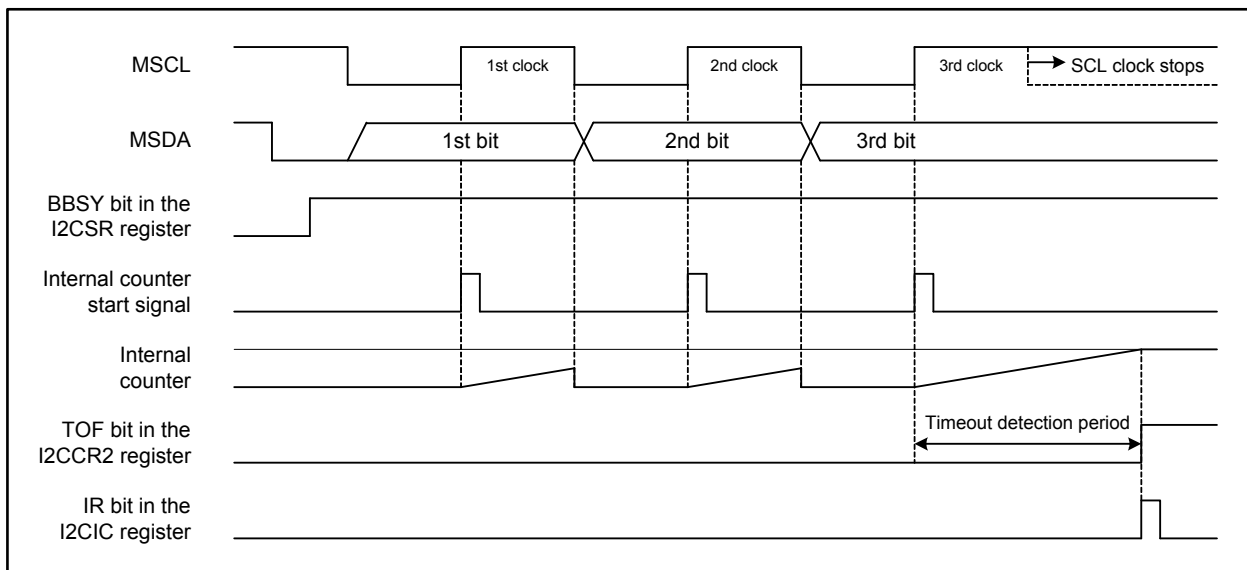 MSCL
1st clock
2nd clock
3rd clock
SCL clock stops
MSDA
1st bit
2nd bit
3rd bit
BBSY bit in the
I2CSR register
Internal counter
start signal
Internal
counter
TOF bit in the
I2CCR2 register
Timeout detection period
IR bit in the
I2CIC register